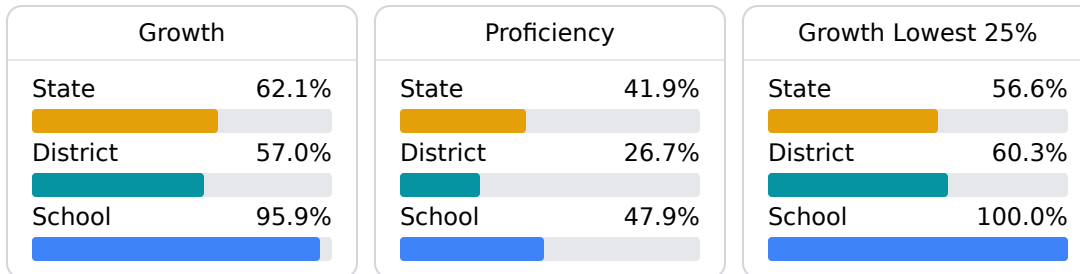 Growth
State 62.1%
District 57.0%
School 95.9%
Proficiency
State 41.9%
District 26.7%
School 47.9%
Growth Lowest 25%
State 56.6%
District 60.3%
School 100.0%